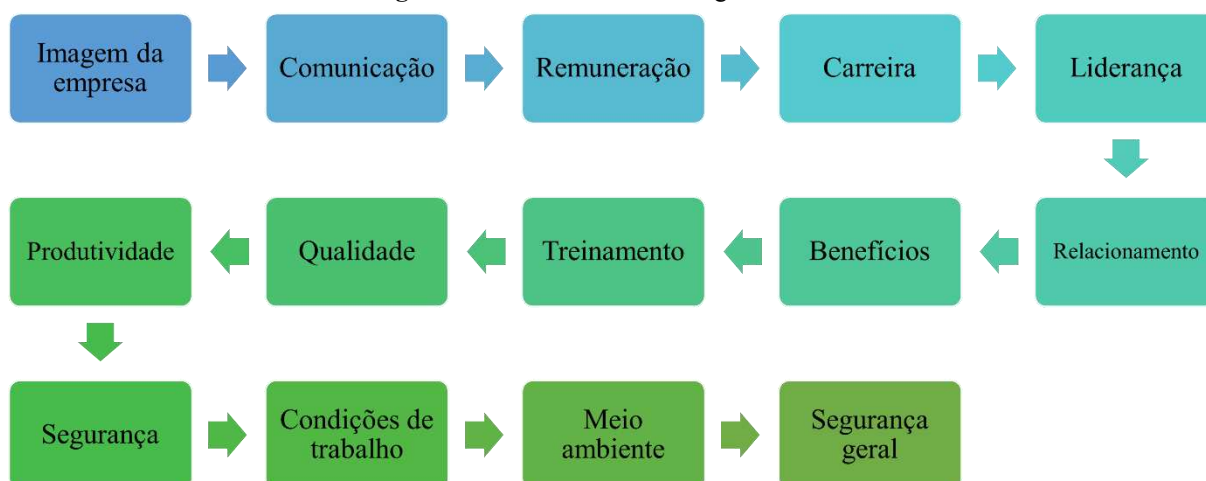 Imagem da
empresa
Comunicação
Remuneração
Carreira
Liderança
Relacionamento
Benefícios
Treinamento
Qualidade
Produtividade
Segurança
Condições de
trabalho
Meio
ambiente
Segurança
geral